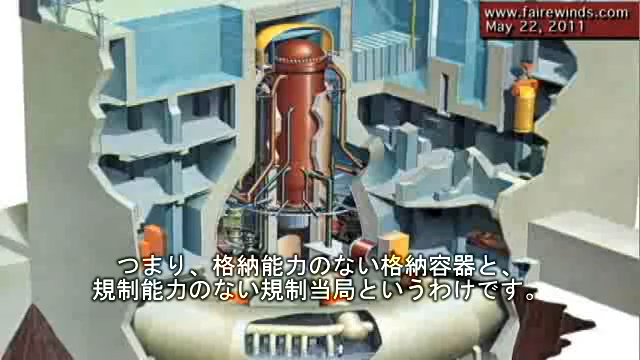 www.fairewinds.com
May 22, 2011
つまり、格納能力のない格納容器と、
規制能力のない規制当局というわけです。